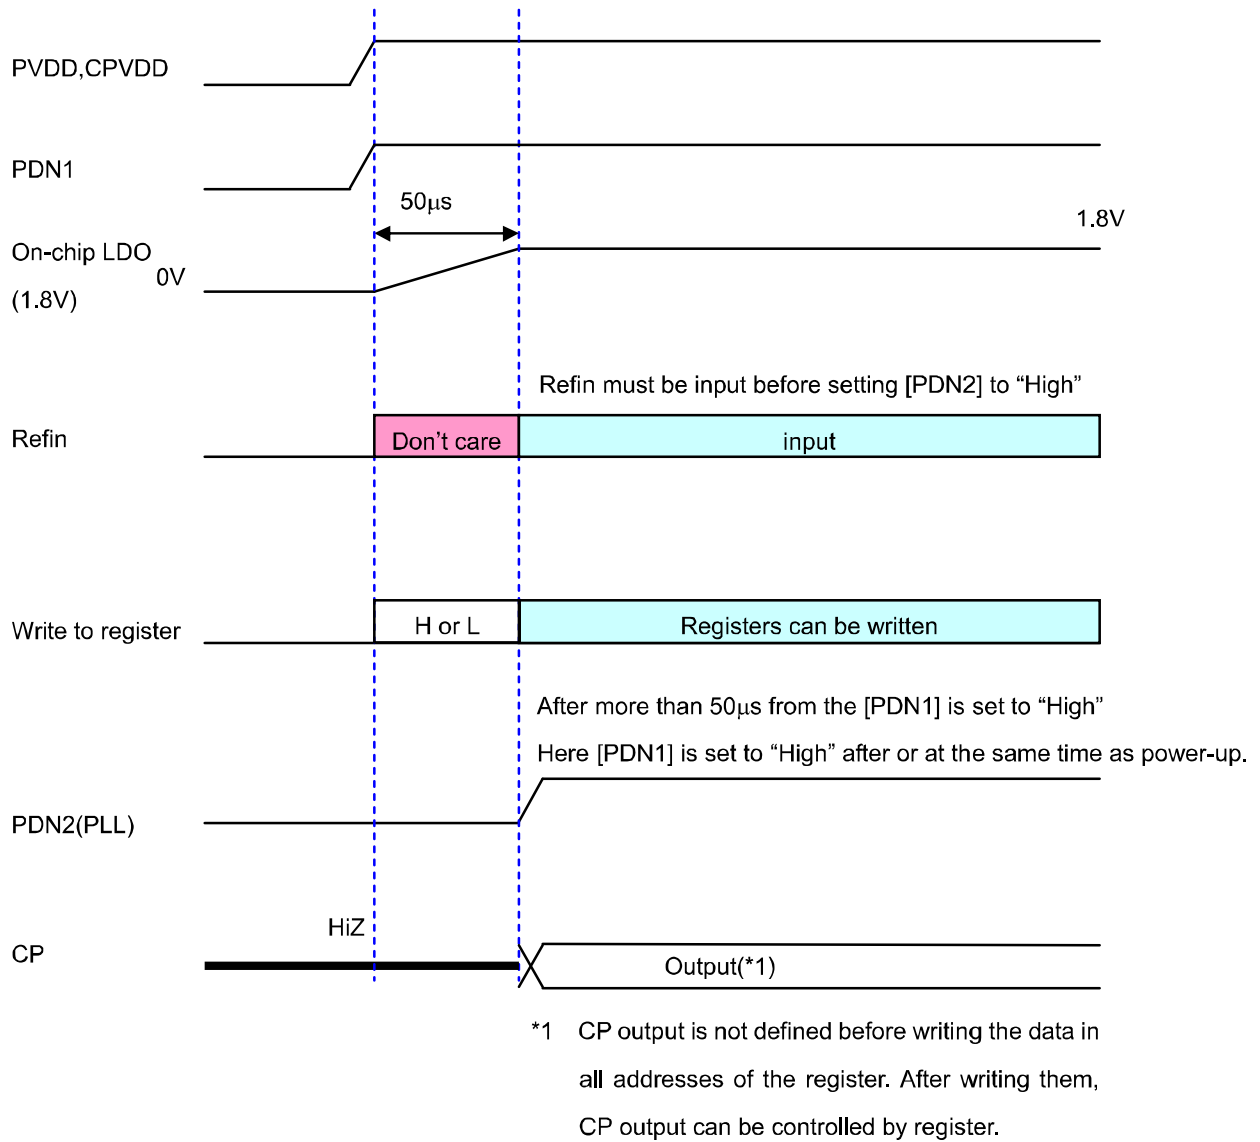 PVDD,CPVDD
PDN1
50μs
1.8V
On-chip LDO
0V
(1.8V)
Refin must be input before setting [PDN2] to “High”
Refin
Don’t care
input
Write to register
H or L
Registers can be written
After more than 50μs from the [PDN1] is set to “High”
Here [PDN1] is set to “High” after or at the same time as power-up.
PDN2(PLL)
HiZ
CP
Output(*1)
*1 CP output is not defined before writing the data in
all addresses of the register. After writing them,
CP output can be controlled by register.